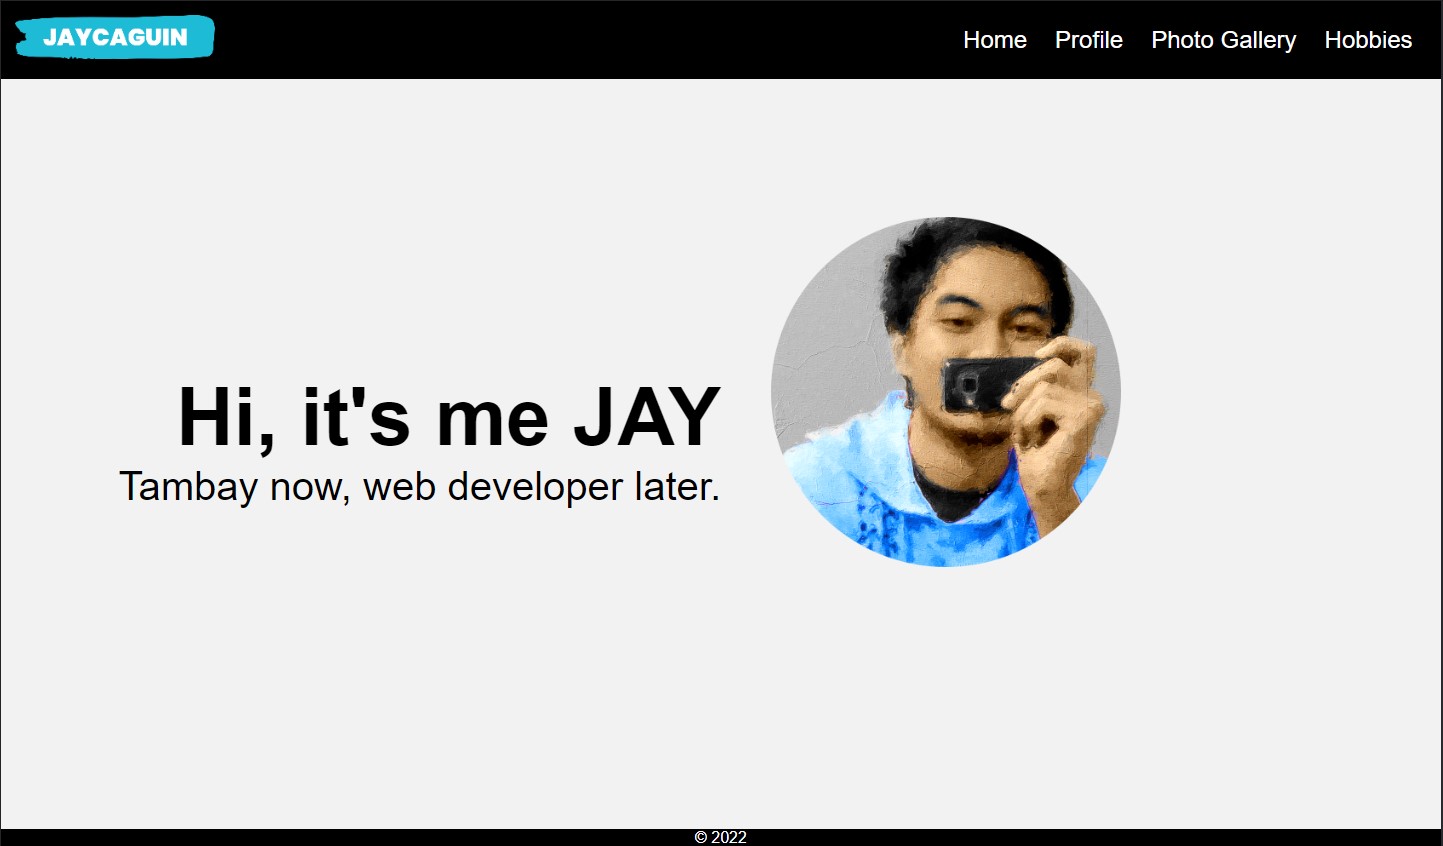 JAYCAGUIN
Home Profile Photo Gallery Hobbies
Hi, it's me JAY
Tambay now, web developer later.
© 2022